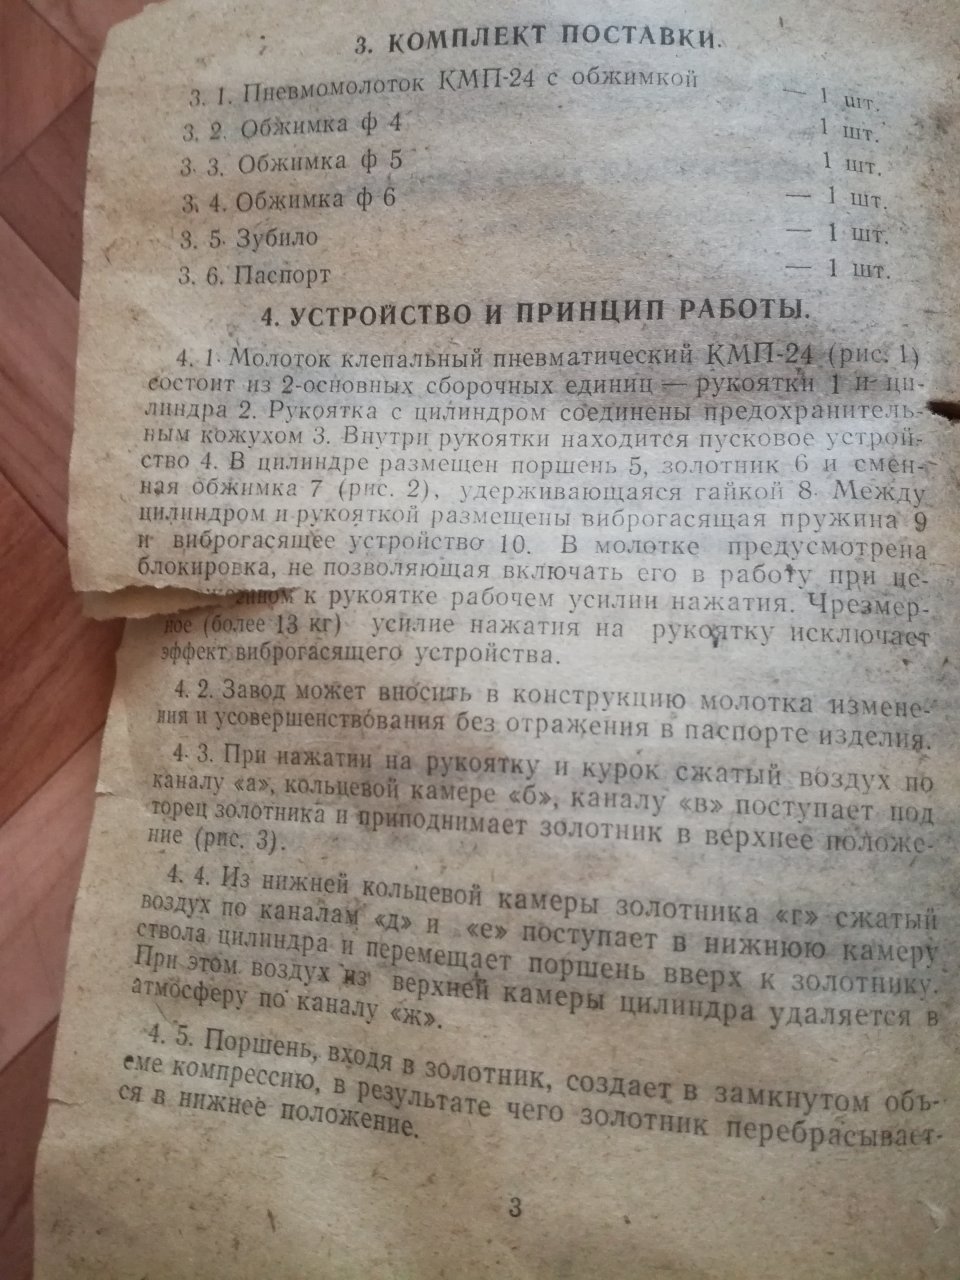 3. КОМПЛЕКТ ПОСТАВКИ.
3. 1. Пневмомолоток КМП-24 с обжимкой — 1 шт.
3. 2. Обжимка ф 4 1 шт.
3. 3. Обжимка ф 5 1 шт.
3. 4. Обжимка ф 6 — 1 шт.
3. 5. Зубило — 1 шт.
3. 6. Паспорт — 1 шт.
4. УСТРОЙСТВО И ПРИНЦИП РАБОТЫ.
4. 1. Молоток клепальный пневматический КМП-24 (рис. 1)
состоит из 2-основных сборочных единиц — рукоятки 1 и ци-
линдра 2. Рукоятка с цилиндром соединены предохранитель-
ным кожухом 3. Внутри рукоятки находится пусковое устрой-
ство 4. В цилиндре размещен поршень 5, золотник 6 и смен-
ная обжимка 7 (рис. 2), удерживающаяся гайкой 8. Между
цилиндром и рукояткой размещены виброгасящая пружина 9
и виброгасящее устройство 10. В молотке предусмотрена
блокировка, не позволяющая включать его в работу при не-
к рукоятке рабочем усилии нажатия. Чрезмер-
ное (более 13 кг) усилие нажатия на рукоятку исключает
эффект виброгасящего устройства.
4. 2. Завод может вносить в конструкцию молотка измене-
ния и усовершенствования без отражения в паспорте изделия.
4. 3. При нажатии на рукоятку и курок сжатый воздух по
каналу «а», кольцевой камере «б», каналу «в» поступает под
торец золотника и приподнимает золотник в верхнее положе-
ние (рис. 3).
4. 4. Из нижней кольцевой камеры золотника «г» сжатый
воздух по каналам «д» и «е» поступает в нижнюю камеру
ствола цилиндра и перемещает поршень вверх к золотнику.
При этом воздух из верхней камеры цилиндра удаляется в
атмосферу по каналу «ж».
4. 5. Поршень, входя в золотник, создает в замкнутом объ-
еме компрессию, в результате чего золотник перебрасывает-
ся в нижнее положение.
3